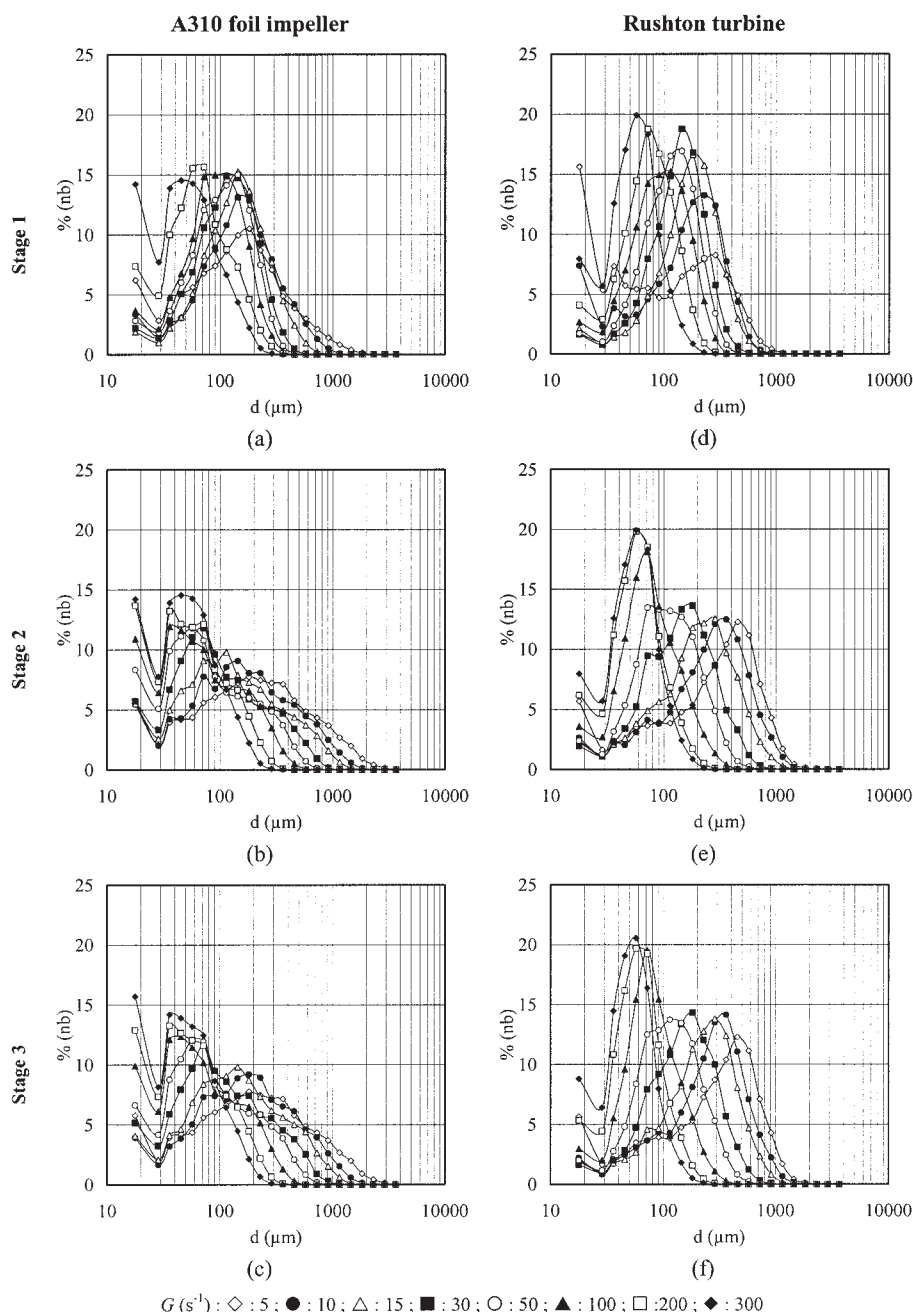 A310 foil impeller
Rushton turbine
Stage 1
25
20
15
10
5
0
% (nb)
10 100 1000 10000
d (µm)
(a)
25
20
15
10
5
0
% (nb)
10 100 1000 10000
d (µm)
(d)
Stage 2
25
20
15
10
5
0
% (nb)
10 100 1000 10000
d (µm)
(b)
25
20
15
10
5
0
% (nb)
10 100 1000 10000
d (µm)
(e)
Stage 3
25
20
15
10
5
0
% (nb)
10 100 1000 10000
d (µm)
(c)
25
20
15
10
5
0
% (nb)
10 100 1000 10000
d (µm)
(f)
G (s⁻¹) : ◇ : 5 ; ● : 10 ; △ : 15 ; ■ : 30 ; ○ : 50 ; ▲ : 100 ; □ : 200 ; ◆ : 300